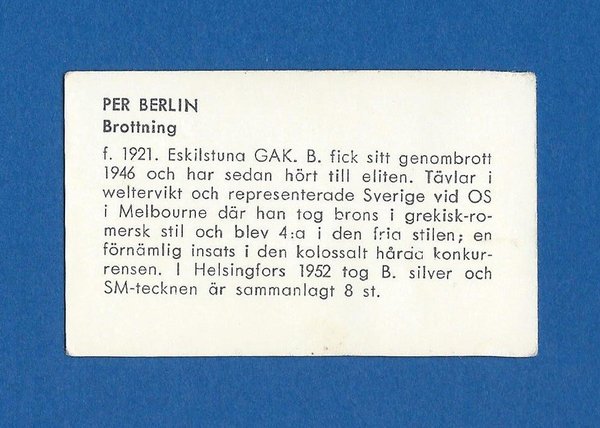 PER BERLIN
Brottning
f. 1921. Eskilstuna GAK. B. fick sitt genombrott
1946 och har sedan hört till eliten. Tävlar i
weltervikt och representerade Sverige vid OS
i Melbourne där han tog brons i grekisk-ro-
mersk stil och blev 4:a i den fria stilen; en
förnämlig insats i den kolossalt hårda konkur-
rensen. I Helsingfors 1952 tog B. silver och
SM-tecknen är sammanlagt 8 st.